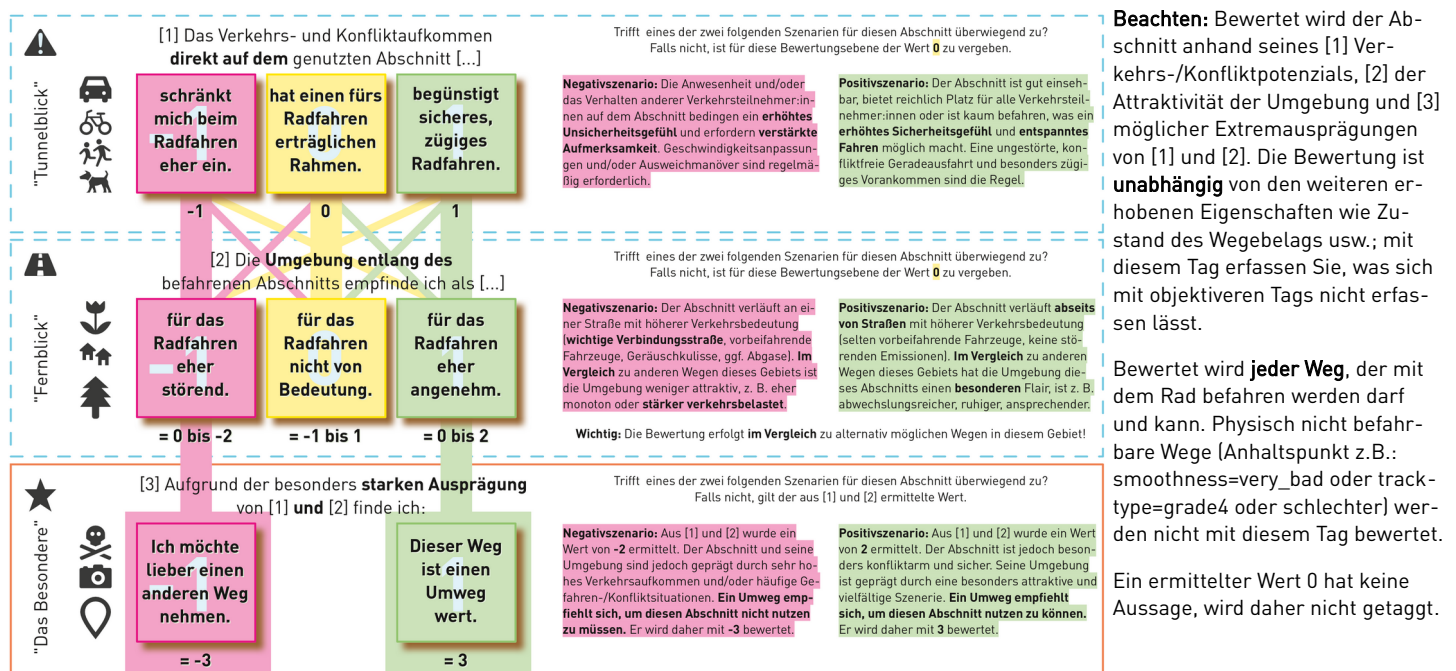 "Tunnelblick"
[1] Das Verkehrs- und Konfliktaufkommen
direkt auf dem genutzten Abschnitt [...]
-1
schränkt
mich beim
Radfahren
eher ein.
0
hat einen fürs
Radfahren
erträglichen
Rahmen.
1
begünstigt
sicheres,
zügiges
Radfahren.
-1
0
1
Trifft eines der zwei folgenden Szenarien für diesen Abschnitt überwiegend zu?
Falls nicht, ist für diese Bewertungsebene der Wert 0 zu vergeben.
Negativszenario: Die Anwesenheit und/oder
das Verhalten anderer Verkehrsteilnehmer:in-
nen auf dem Abschnitt bedingen ein erhöhtes
Unsicherheitsgefühl und erfordern verstärkte
Aufmerksamkeit. Geschwindigkeitsanpassun-
gen und/oder Ausweichmanöver sind regelmä-
ßig erforderlich.
Positivszenario: Der Abschnitt ist gut einseh-
bar, bietet reichlich Platz für alle Verkehrsteil-
nehmer:innen oder ist kaum befahren, was ein
erhöhtes Sicherheitsgefühl und entspanntes
Fahren möglich macht. Eine ungestörte, kon-
fliktfreie Geradeausfahrt und besonders zügi-
ges Vorankommen sind die Regel.
"Fernblick"
[2] Die Umgebung entlang des
befahrenen Abschnitts empfinde ich als [...]
-1
für das
Radfahren
eher
störend.
0
für das
Radfahren
nicht von
Bedeutung.
1
für das
Radfahren
eher
angenehm.
= 0 bis -2
= -1 bis 1
= 0 bis 2
Trifft eines der zwei folgenden Szenarien für diesen Abschnitt überwiegend zu?
Falls nicht, ist für diese Bewertungsebene der Wert 0 zu vergeben.
Negativszenario: Der Abschnitt verläuft an ei-
ner Straße mit höherer Verkehrsbedeutung
(wichtige Verbindungsstraße, vorbeifahrende
Fahrzeuge, Geräuschkulisse, ggf. Abgase). Im
Vergleich zu anderen Wegen dieses Gebiets ist
die Umgebung weniger attraktiv, z. B. eher
monoton oder stärker verkehrsbelastet.
Positivszenario: Der Abschnitt verläuft abseits
von Straßen mit höherer Verkehrsbedeutung
(selten vorbeifahrende Fahrzeuge, keine stö-
renden Emissionen). Im Vergleich zu anderen
Wegen dieses Gebiets hat die Umgebung die-
ses Abschnitts einen besonderen Flair, ist z. B.
abwechslungsreicher, ruhiger, ansprechender.
Wichtig: Die Bewertung erfolgt im Vergleich zu alternativ möglichen Wegen in diesem Gebiet!
"Das Besondere"
[3] Aufgrund der besonders starken Ausprägung
von [1] und [2] finde ich:
-1
Ich möchte
lieber einen
anderen Weg
nehmen.
1
Dieser Weg
ist einen
Umweg
wert.
= -3
= 3
Trifft eines der zwei folgenden Szenarien für diesen Abschnitt überwiegend zu?
Falls nicht, gilt der aus [1] und [2] ermittelte Wert.
Negativszenario: Aus [1] und [2] wurde ein
Wert von -2 ermittelt. Der Abschnitt und seine
Umgebung sind jedoch geprägt durch sehr ho-
hes Verkehrsaufkommen und/oder häufige Ge-
fahren-/Konfliktsituationen. Ein Umweg emp-
fiehlt sich, um diesen Abschnitt nicht nutzen
zu müssen. Er wird daher mit -3 bewertet.
Positivszenario: Aus [1] und [2] wurde ein Wert
von 2 ermittelt. Der Abschnitt ist jedoch beson-
ders konfliktarm und sicher. Seine Umgebung
ist geprägt durch eine besonders attraktive und
vielfältige Szenerie. Ein Umweg empfiehlt
sich, um diesen Abschnitt nutzen zu können.
Er wird daher mit 3 bewertet.
Beachten: Bewertet wird der Ab-
schnitt anhand seines [1] Ver-
kehrs-/Konfliktpotenzials, [2] der
Attraktivität der Umgebung und [3]
möglicher Extremausprägungen
von [1] und [2]. Die Bewertung ist
unabhängig von den weiteren er-
hobenen Eigenschaften wie Zu-
stand des Wegebelags usw.; mit
diesem Tag erfassen Sie, was sich
mit objektiveren Tags nicht erfas-
sen lässt.
Bewertet wird jeder Weg, der mit
dem Rad befahren werden darf
und kann. Physisch nicht befahr-
bare Wege (Anhaltspunkt z.B.:
smoothness=very_bad oder track-
type=grade4 oder schlechter) wer-
den nicht mit diesem Tag bewertet.
Ein ermittelter Wert 0 hat keine
Aussage, wird daher nicht getaggt.